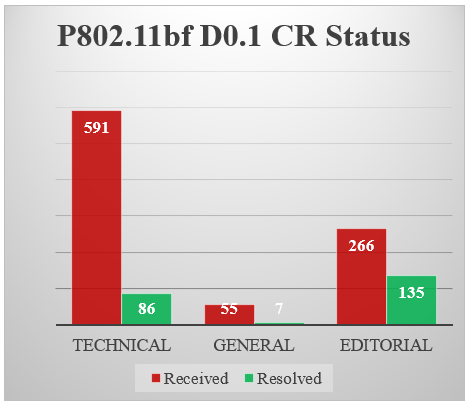 P802.11bf D0.1 CR Status
591
86
55
7
266
135
TECHNICAL GENERAL EDITORIAL
Received Resolved